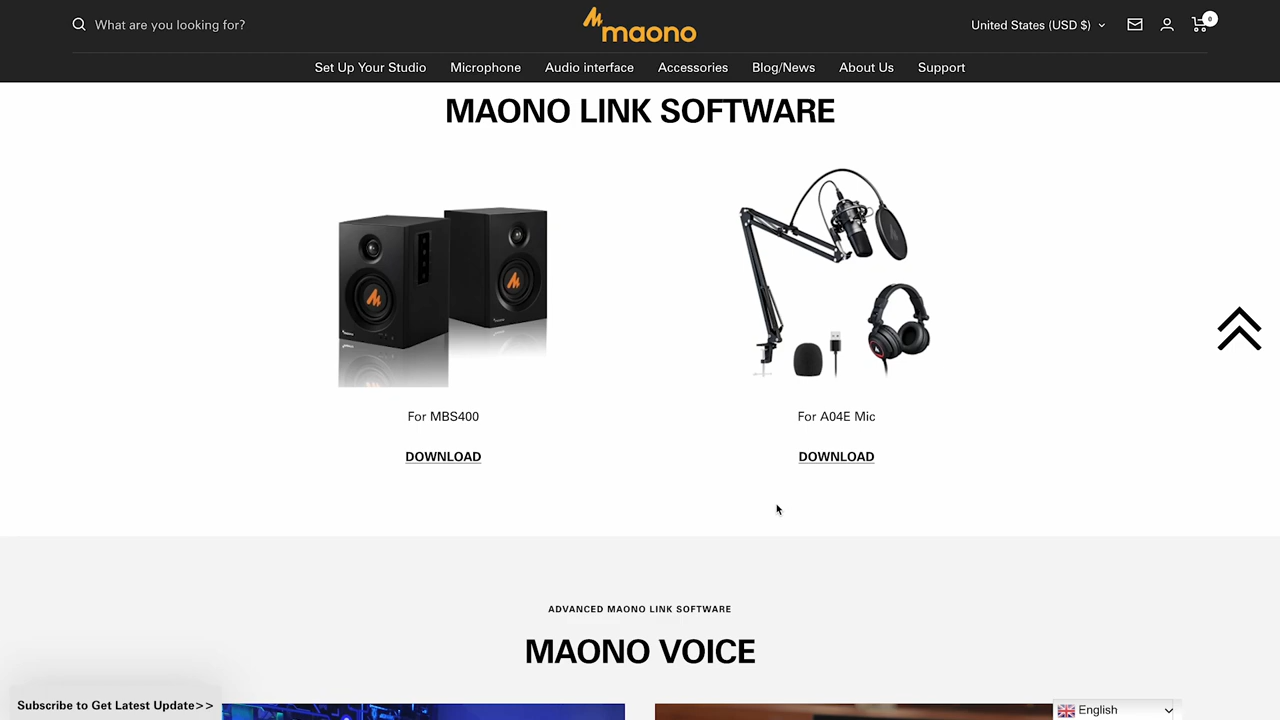 What are you looking for?
maono
United States (USD $)
0
Set Up Your Studio
Microphone
Audio interface
Accessories
Blog/News
About Us
Support
MAONO LINK SOFTWARE
For MBS400
For A04E Mic
DOWNLOAD
DOWNLOAD
ADVANCED MAONO LINK SOFTWARE
MAONO VOICE
Subscribe to Get Latest Update>>
English